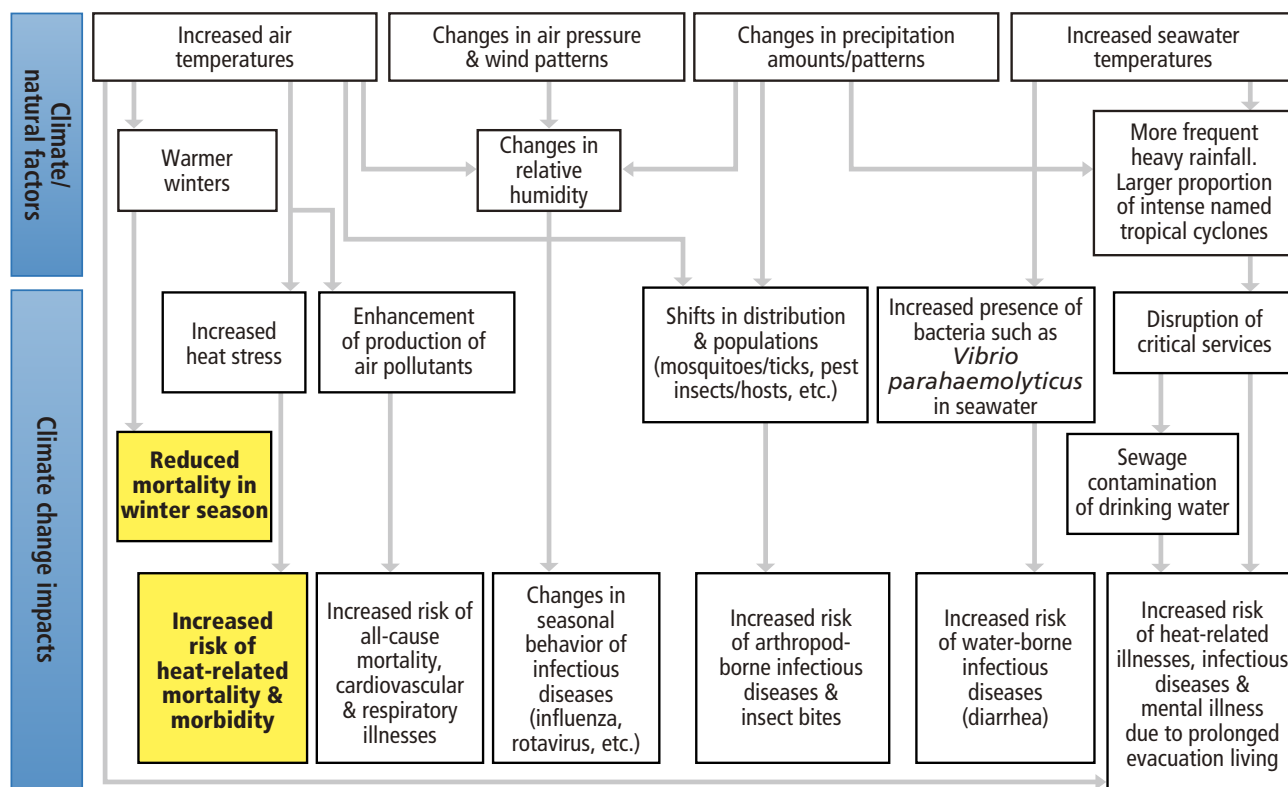 Climate/
natural factors
Increased air
temperatures
Changes in air pressure
& wind patterns
Changes in precipitation
amounts/patterns
Increased seawater
temperatures
Warmer
winters
Changes in
relative
humidity
More frequent
heavy rainfall.
Larger proportion
of intense named
tropical cyclones
Climate change impacts
Increased
heat stress
Enhancement
of production of
air pollutants
Shifts in distribution
& populations
(mosquitoes/ticks, pest
insects/hosts, etc.)
Increased presence of
bacteria such as
Vibrio
parahaemolyticus
in seawater
Disruption of
critical services
Reduced
mortality in
winter season
Sewage
contamination
of drinking water
Increased
risk of
heat-related
mortality &
morbidity
Increased risk of
all-cause
mortality,
cardiovascular
& respiratory
illnesses
Changes in
seasonal
behavior of
infectious
diseases
(influenza,
rotavirus, etc.)
Increased risk
of arthropod-
borne infectious
diseases &
insect bites
Increased risk
of water-borne
infectious
diseases
(diarrhea)
Increased risk
of heat-related
illnesses, infectious
diseases &
mental illness
due to prolonged
evacuation living